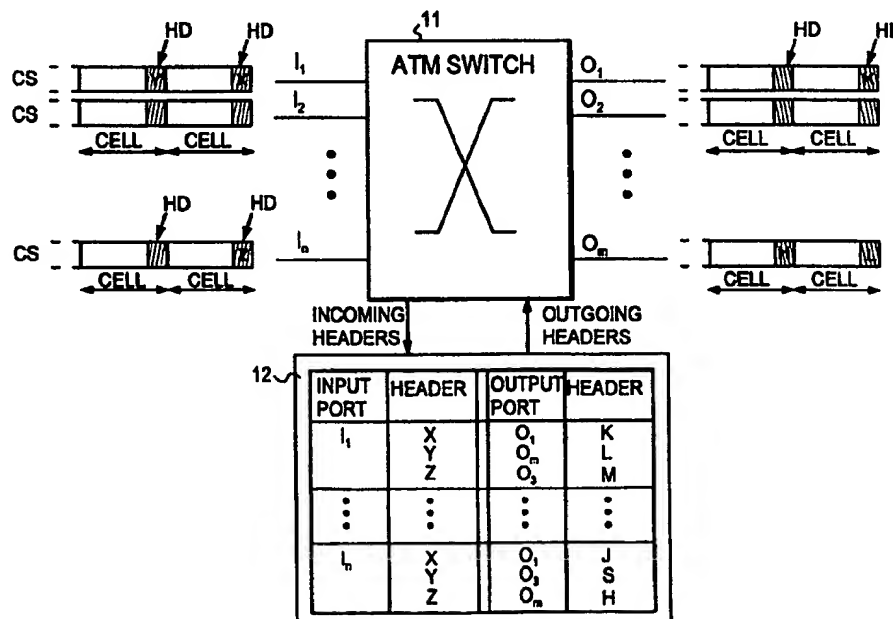 HD HD 11 HD HD
CS I1 ATM SWITCH O1
CS I2 O2
CELL CELL CELL CELL
HD HD
CS In Om
CELL CELL CELL CELL
INCOMING HEADERS OUTGOING HEADERS
12
INPUT PORT HEADER OUTPUT PORT HEADER
I1 X O1 K
Y Om L
Z O3 M
In X O1 J
Y O3 S
Z Om H